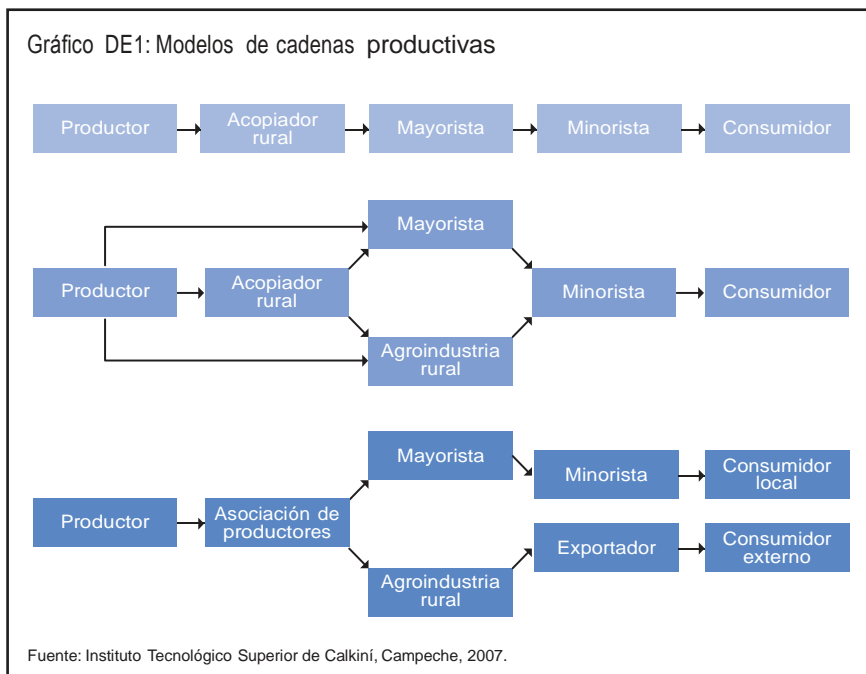 Gráfico DE1: Modelos de cadenas productivas
Productor
Acopiador
rural
Mayorista
Minorista
Consumidor
Mayorista
Productor
Acopiador
rural
Minorista
Consumidor
Agroindustria
rural
Mayorista
Minorista
Consumidor
local
Productor
Asociación de
productores
Exportador
Consumidor
externo
Agroindustria
rural
Fuente: Instituto Tecnológico Superior de Calkiní, Campeche, 2007.